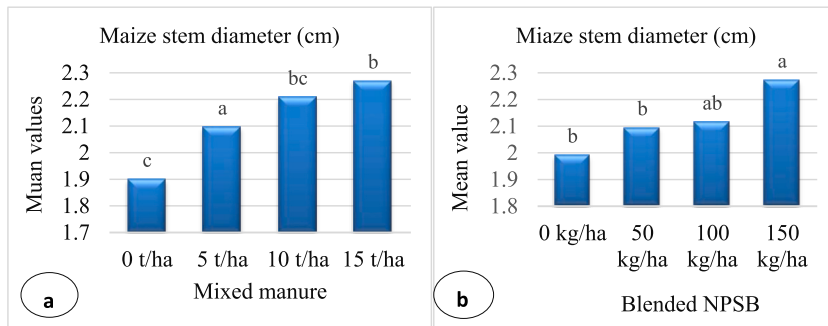 Maize stem diameter (cm)
2.3
2.2
2.1
2
1.9
1.8
1.7
Muan values
c
a
bc
b
0 t/ha 5 t/ha 10 t/ha 15 t/ha
Mixed manure
a
Miaze stem diameter (cm)
2.3
2.2
2.1
2
1.9
1.8
Mean value
b
b
ab
a
0 kg/ha 50 100 150
kg/ha kg/ha kg/ha
Blended NPSB
b